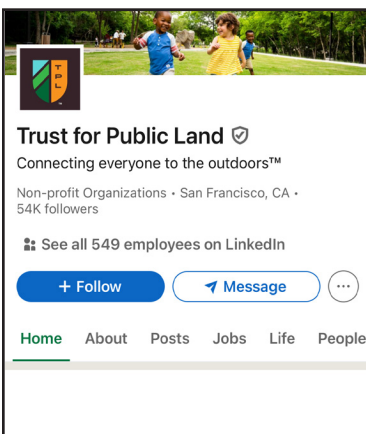 TPL
Trust for Public Land
Connecting everyone to the outdoors™
Non-profit Organizations • San Francisco, CA •
54K followers
See all 549 employees on LinkedIn
+ Follow
Message
Home About Posts Jobs Life People